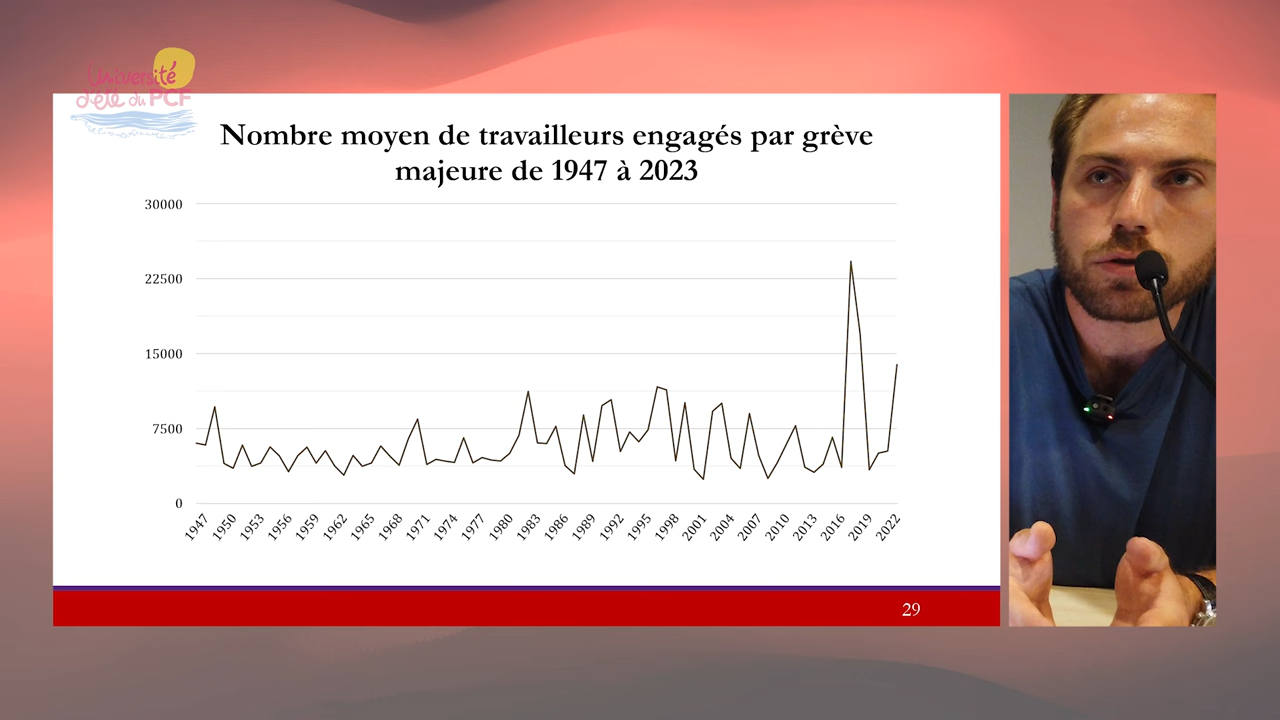 Université
d'été du PCF
Nombre moyen de travailleurs engagés par grève
majeure de 1947 à 2023
30000
22500
15000
7500
0
1947 1950 1953 1956 1959 1962 1965 1968 1971 1974 1977 1980 1983 1986 1989 1992 1995 1998 2001 2004 2007 2010 2013 2016 2019 2022
29